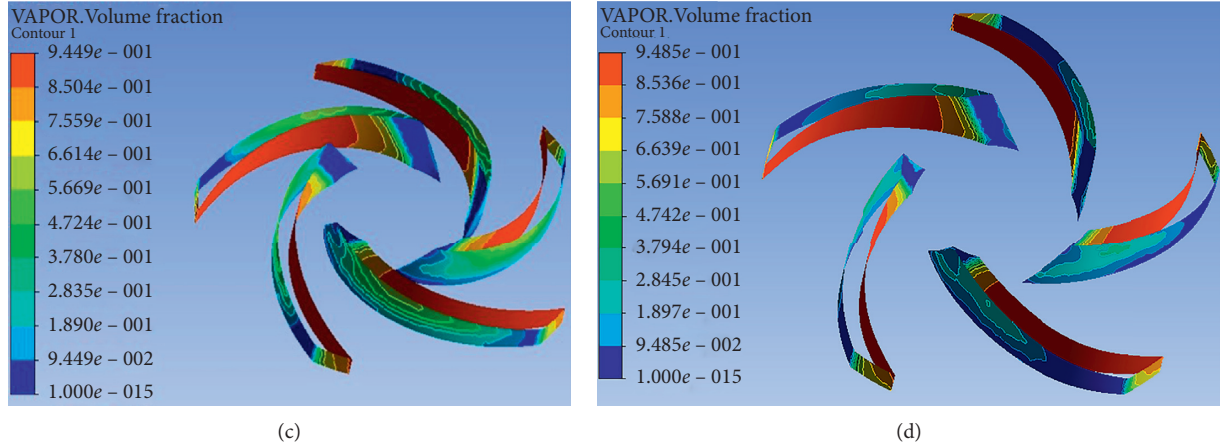 VAPOR.Volume fraction
Contour 1
9.449e – 001
8.504e – 001
7.559e – 001
6.614e – 001
5.669e – 001
4.724e – 001
3.780e – 001
2.835e – 001
1.890e – 001
9.449e – 002
1.000e – 015
(c)
VAPOR.Volume fraction
Contour 1
9.485e – 001
8.536e – 001
7.588e – 001
6.639e – 001
5.691e – 001
4.742e – 001
3.794e – 001
2.845e – 001
1.897e – 001
9.485e – 002
1.000e – 015
(d)